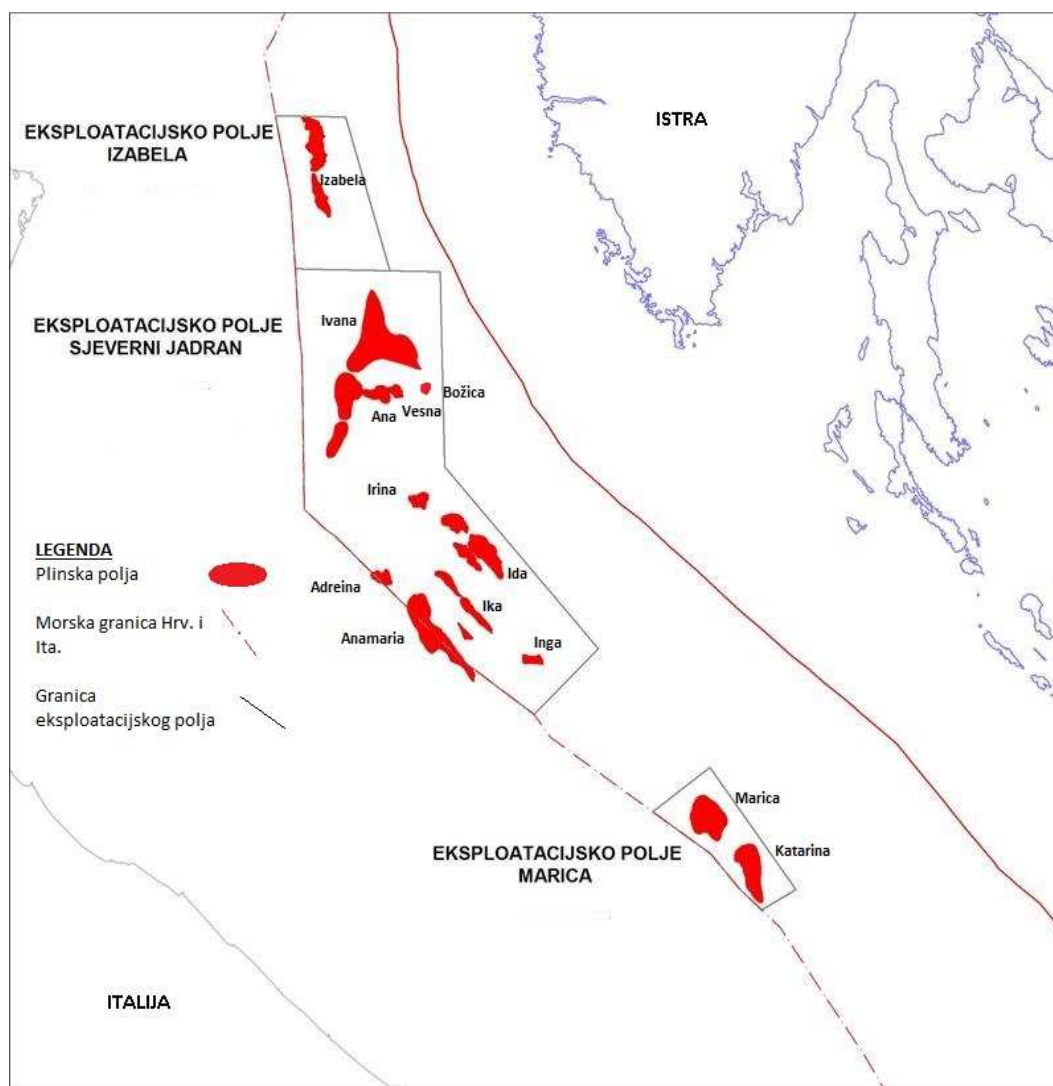 ISTRA
EKSPLOATACIJSKO POLJE
IZABELA
Izabela
EKSPLOATACIJSKO POLJE
SJEVERNI JADRAN
Ivana
Božica
Vesna
Ana
Irina
LEGENDA
Plinska polja
Ida
Adreina
Ika
Morska granica Hrv. i
Ita.
Anamaria
Inga
Granica
eksploatacijskog polja
Marica
EKSPLOATACIJSKO POLJE
MARICA
Katarina
ITALIJA